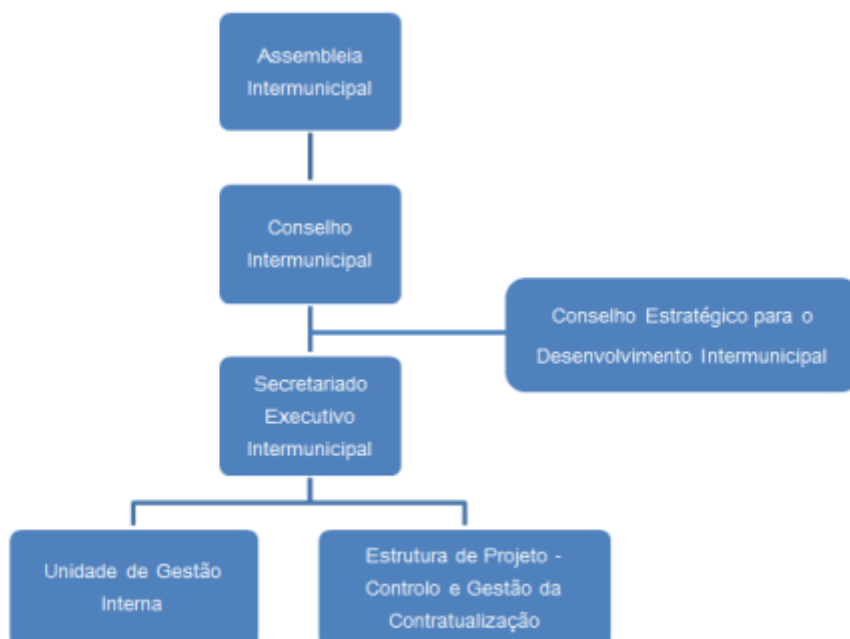 Assembleia
Intermunicipal
Conselho
Intermunicipal
Conselho Estratégico para o
Desenvolvimento Intermunicipal
Secretariado
Executivo
Intermunicipal
Unidade de Gestão
Interna
Estrutura de Projeto -
Controlo e Gestão da
Contratualização